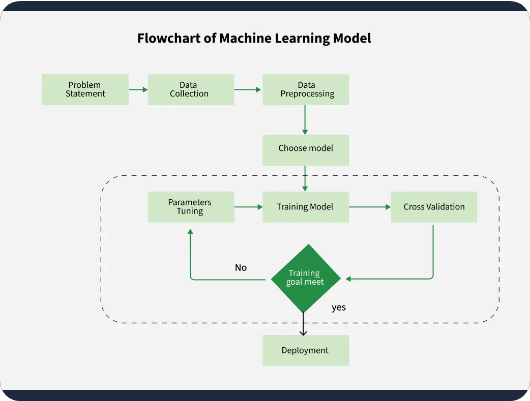 Flowchart of Machine Learning Model
Problem
Statement
Data
Collection
Data
Preprocessing
Choose model
Parameters
Tuning
Training Model
Cross Validation
No
Training
goal meet
yes
Deployment